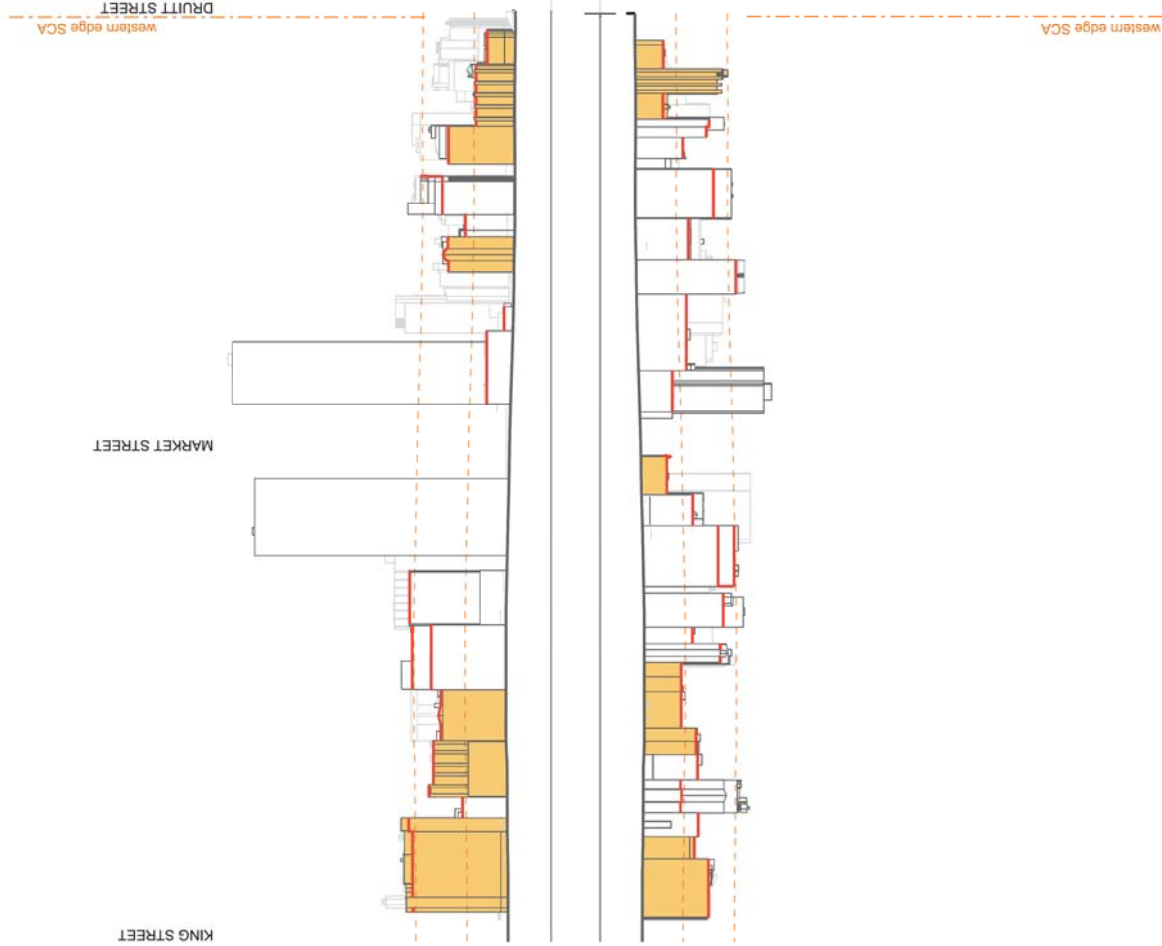 KING STREET
MARKET STREET
western edge SCA
western edge SCA
DRUITT STREET